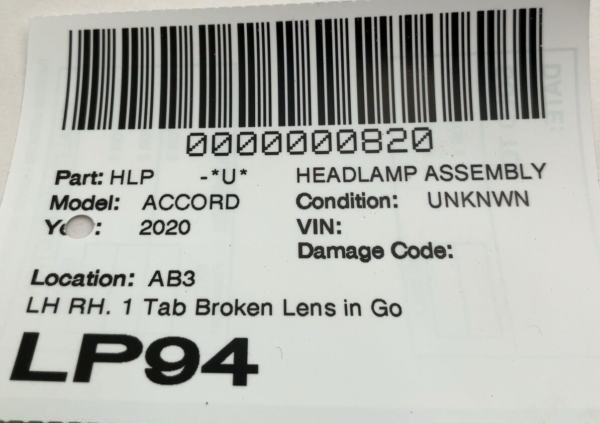 0000000820
Part: HLP -*U* HEADLAMP ASSEMBLY
Model: ACCORD Condition: UNKNWN
2020 VIN:
Damage Code:
Location: AB3
LH RH. 1 Tab Broken Lens in Go
LP94